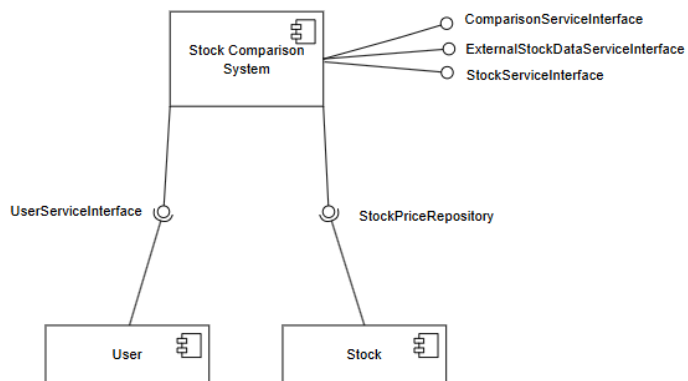 ComparisonServiceInterface
Stock Comparison
System
ExternalStockDataServiceInterface
StockServiceInterface
UserServiceInterface
StockPriceRepository
User
Stock